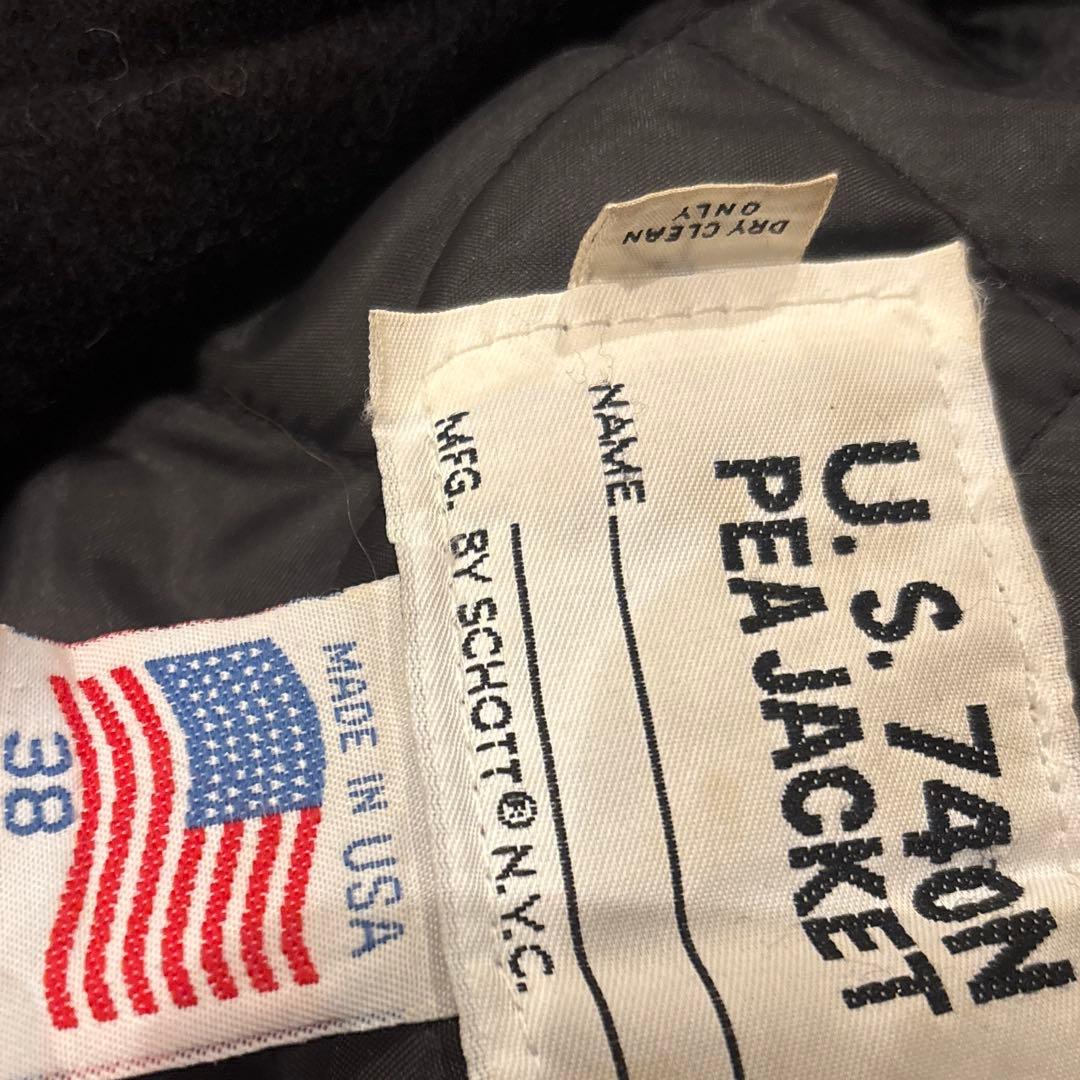 U.S. 740N
PEA JACKET
NAME
MFG. BY SCHOTT® N.Y.C.
DRY CLEAN
ONLY
MADE IN USA
38